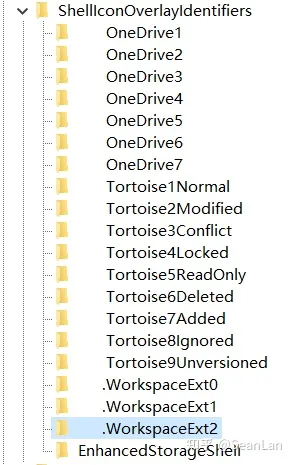 ShellIconOverlayIdentifiers
OneDrive1
OneDrive2
OneDrive3
OneDrive4
OneDrive5
OneDrive6
OneDrive7
Tortoise1Normal
Tortoise2Modified
Tortoise3Conflict
Tortoise4Locked
Tortoise5ReadOnly
Tortoise6Deleted
Tortoise7Added
Tortoise8Ignored
Tortoise9Unversioned
.WorkspaceExt0
.WorkspaceExt1
.WorkspaceExt2
EnhancedStorageShell
知乎 @SeanLan